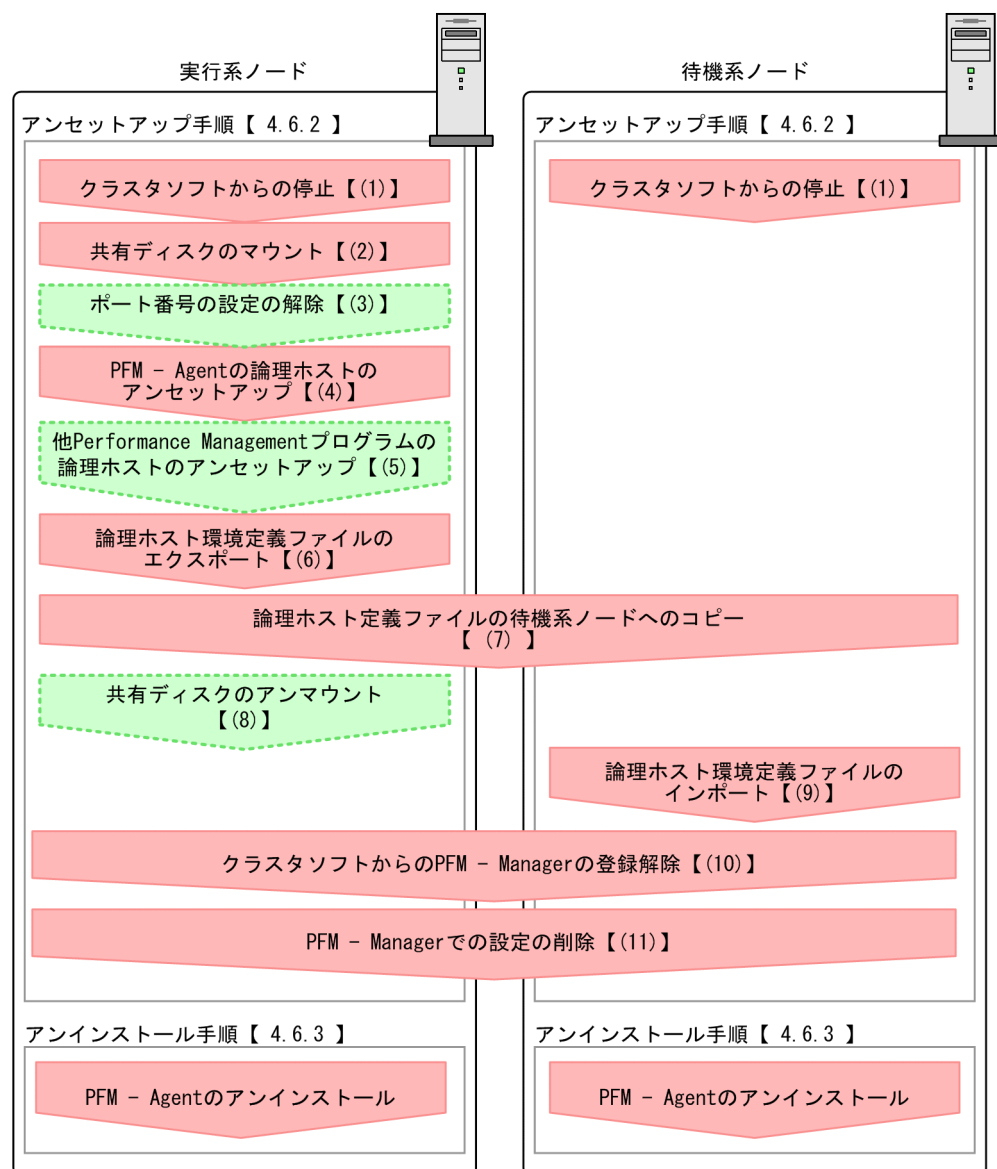 実行系ノード
待機系ノード
アンセットアップ手順【 4.6.2 】
アンセットアップ手順【 4.6.2 】
クラスタソフトからの停止【(1)】
クラスタソフトからの停止【(1)】
共有ディスクのマウント【(2)】
ポート番号の設定の解除【(3)】
PFM － Agentの論理ホストの
アンセットアップ【(4)】
他Performance Managementプログラムの
論理ホストのアンセットアップ【(5)】
論理ホスト環境定義ファイルの
エクスポート【(6)】
論理ホスト定義ファイルの待機系ノードへのコピー
【 (7) 】
共有ディスクのアンマウント
【(8)】
論理ホスト環境定義ファイルの
インポート【(9)】
クラスタソフトからのPFM － Managerの登録解除【(10)】
PFM － Managerでの設定の削除【(11)】
アンインストール手順【 4.6.3 】
アンインストール手順【 4.6.3 】
PFM － Agentのアンインストール
PFM － Agentのアンインストール